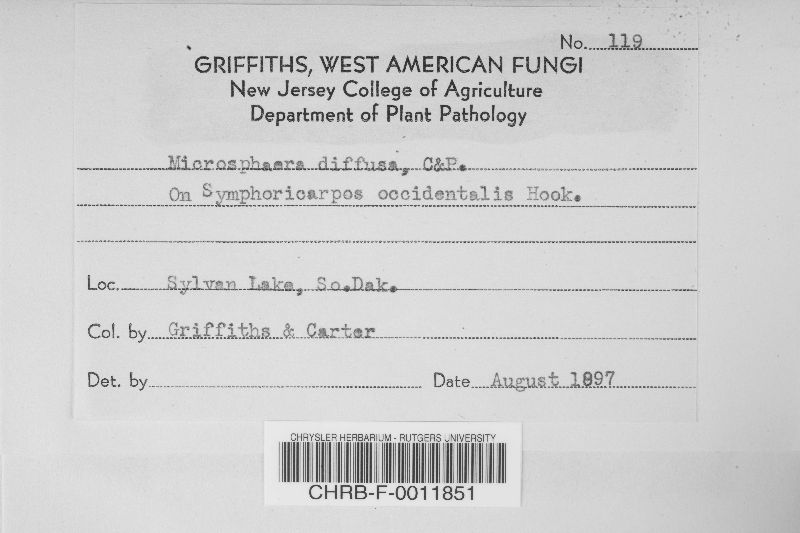 No. 119
GRIFFITHS, WEST AMERICAN FUNGI
New Jersey College of Agriculture
Department of Plant Pathology
Microsphaera diffusa, C&P.
On Symphoricarpos occidentalis Hook.
Loc. Sylvan Lake, So.Dak.
Col. by Griffiths & Carter
Det. by
Date August 1897
CHRYSLER HERBARIUM - RUTGERS UNIVERSITY
CHRB-F-0011851